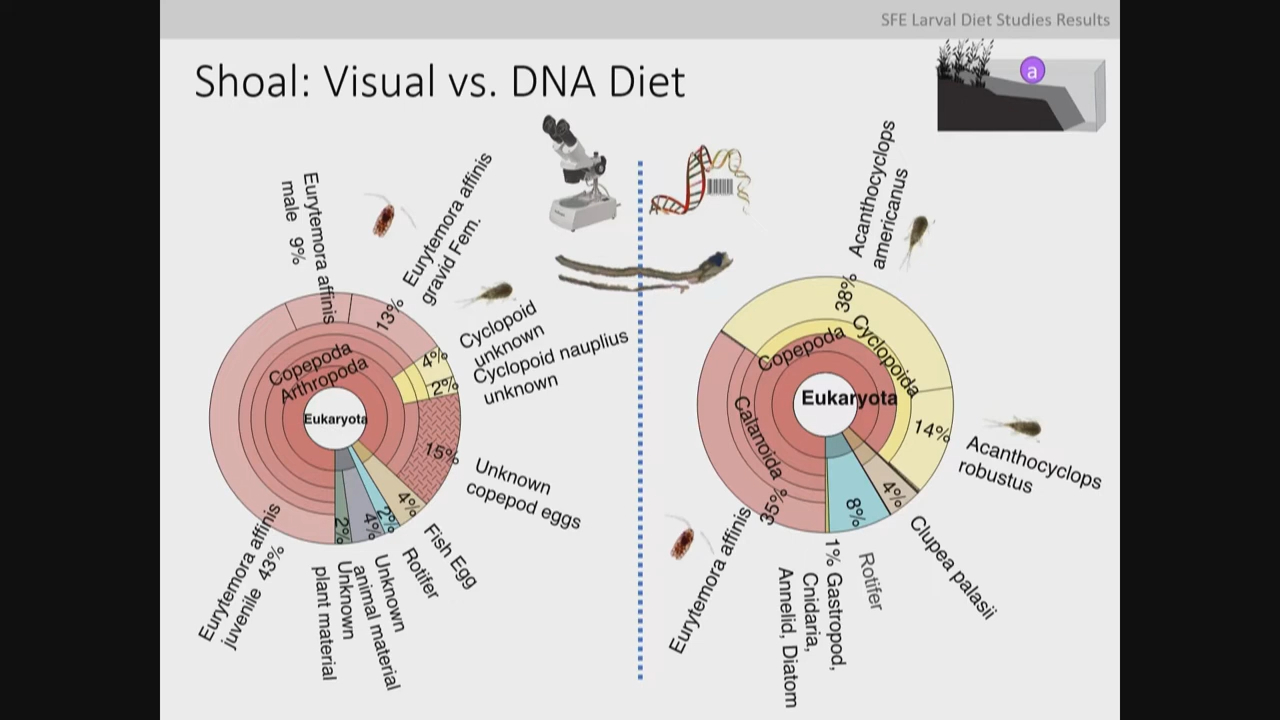 SFE Larval Diet Studies Results
Shoal: Visual vs. DNA Diet
a
Eurytemora affinis
male 9%
Eurytemora affinis
gravid Fem.
13%
Cyclopoid
unknown
4%
Cyclopoid nauplius
unknown
2%
Copepoda
Arthropoda
Eukaryota
15%
Unknown
copepod eggs
4%
Fish Egg
2%
Rotifer
4%
Unknown
animal material
2%
Unknown
plant material
Eurytemora affinis
juvenile 43%
Acanthocyclops
americanus
38%
Cyclopoida
Copepoda
Eukaryota
Calanoida
14%
Acanthocyclops
robustus
4%
Clupea palasii
8%
Rotifer
1% Gastropod,
Cnidaria,
Annelid, Diatom
35%
Eurytemora affinis